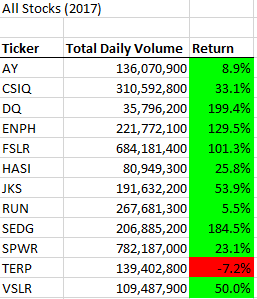 All Stocks (2017)
Ticker Total Daily Volume Return
AY 136,070,900 8.9%
CSIQ 310,592,800 33.1%
DQ 35,796,200 199.4%
ENPH 221,772,100 129.5%
FSLR 684,181,400 101.3%
HASI 80,949,300 25.8%
JKS 191,632,200 53.9%
RUN 267,681,300 5.5%
SEDG 206,885,200 184.5%
SPWR 782,187,000 23.1%
TERP 139,402,800 -7.2%
VSLR 109,487,900 50.0%